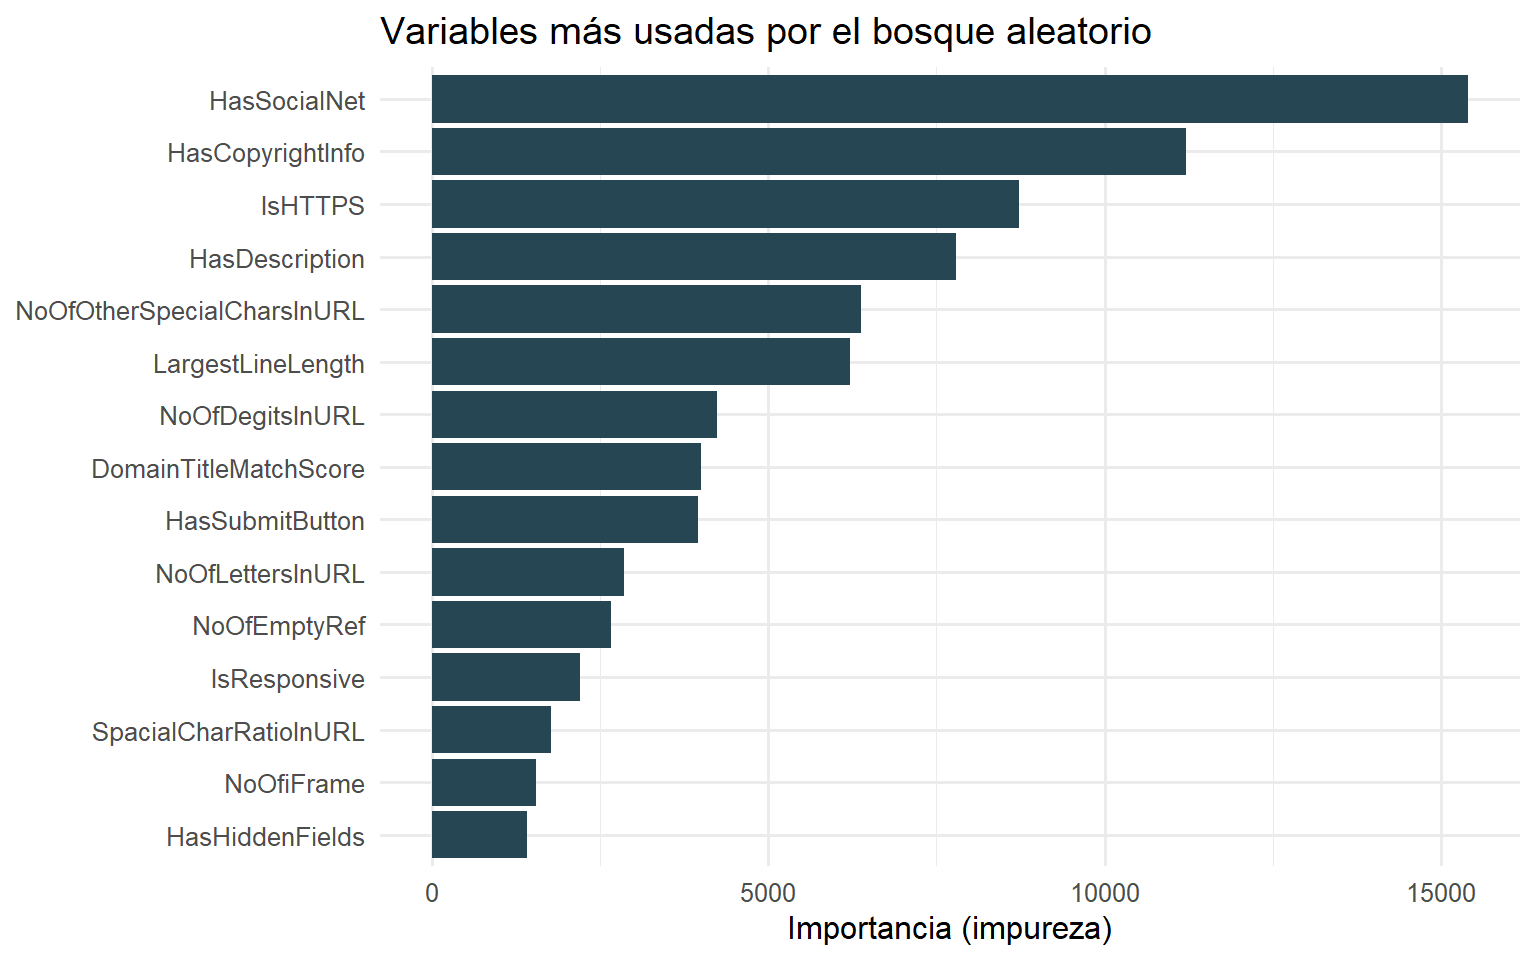 Variables más usadas por el bosque aleatorio
HasSocialNet
HasCopyrightInfo
IsHTTPS
HasDescription
NoOfOtherSpecialCharsInURL
LargestLineLength
NoOfDegitsInURL
DomainTitleMatchScore
HasSubmitButton
NoOfLettersInURL
NoOfEmptyRef
IsResponsive
SpacialCharRatioInURL
NoOfiFrame
HasHiddenFields
0 5000 10000 15000
Importancia (impureza)